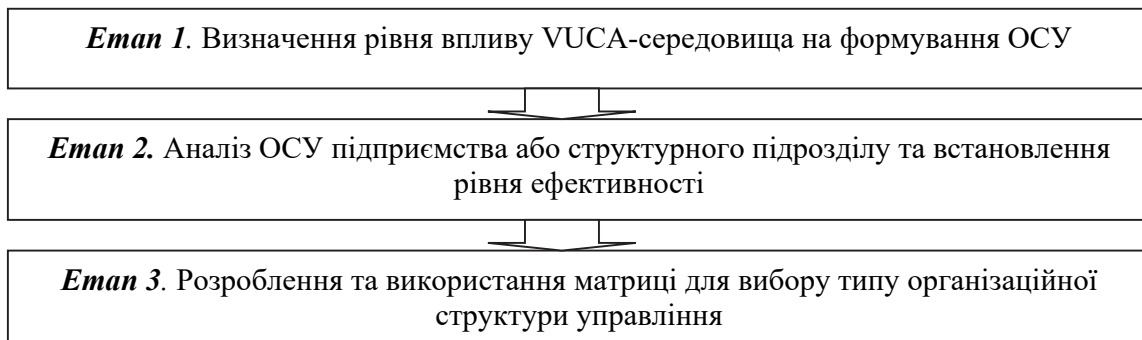 Етап 1. Визначення рівня впливу VUCA-середовища на формування ОСУ
Етап 2. Аналіз ОСУ підприємства або структурного підрозділу та встановлення
рівня ефективності
Етап 3. Розроблення та використання матриці для вибору типу організаційної
структури управління